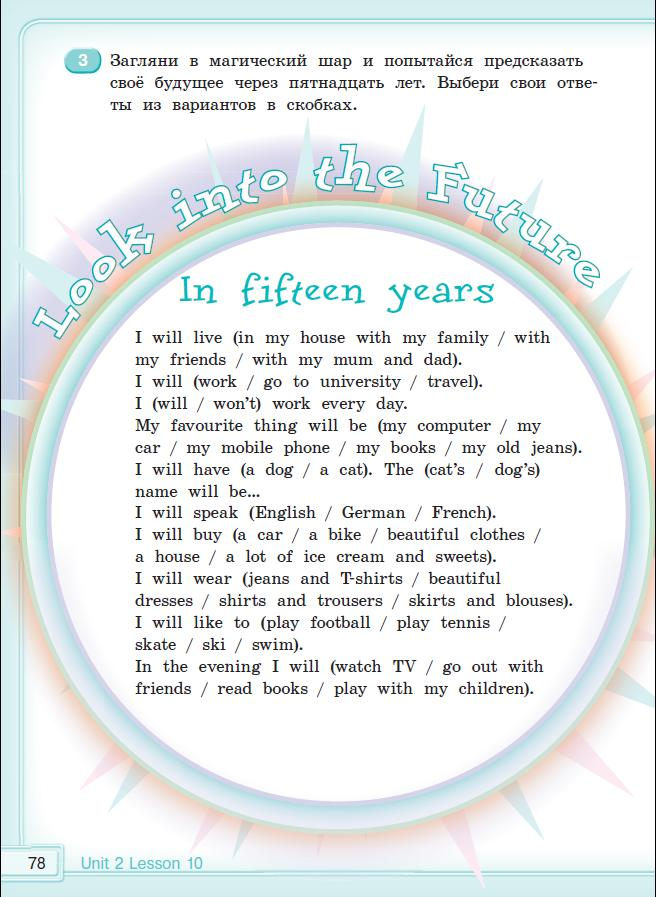 3 Загляни в магический шар и попытайся предсказать
своё будущее через пятнадцать лет. Выбери свои отве-
ты из вариантов в скобках.
Look into the Future
In fifteen years
I will live (in my house with my family / with
my friends / with my mum and dad).
I will (work / go to university / travel).
I (will / won't) work every day.
My favourite thing will be (my computer / my
car / my mobile phone / my books / my old jeans).
I will have (a dog / a cat). The (cat's / dog's)
name will be...
I will speak (English / German / French).
I will buy (a car / a bike / beautiful clothes /
a house / a lot of ice cream and sweets).
I will wear (jeans and T-shirts / beautiful
dresses / shirts and trousers / skirts and blouses).
I will like to (play football / play tennis /
skate / ski / swim).
In the evening I will (watch TV / go out with
friends / read books / play with my children).
78 Unit 2 Lesson 10